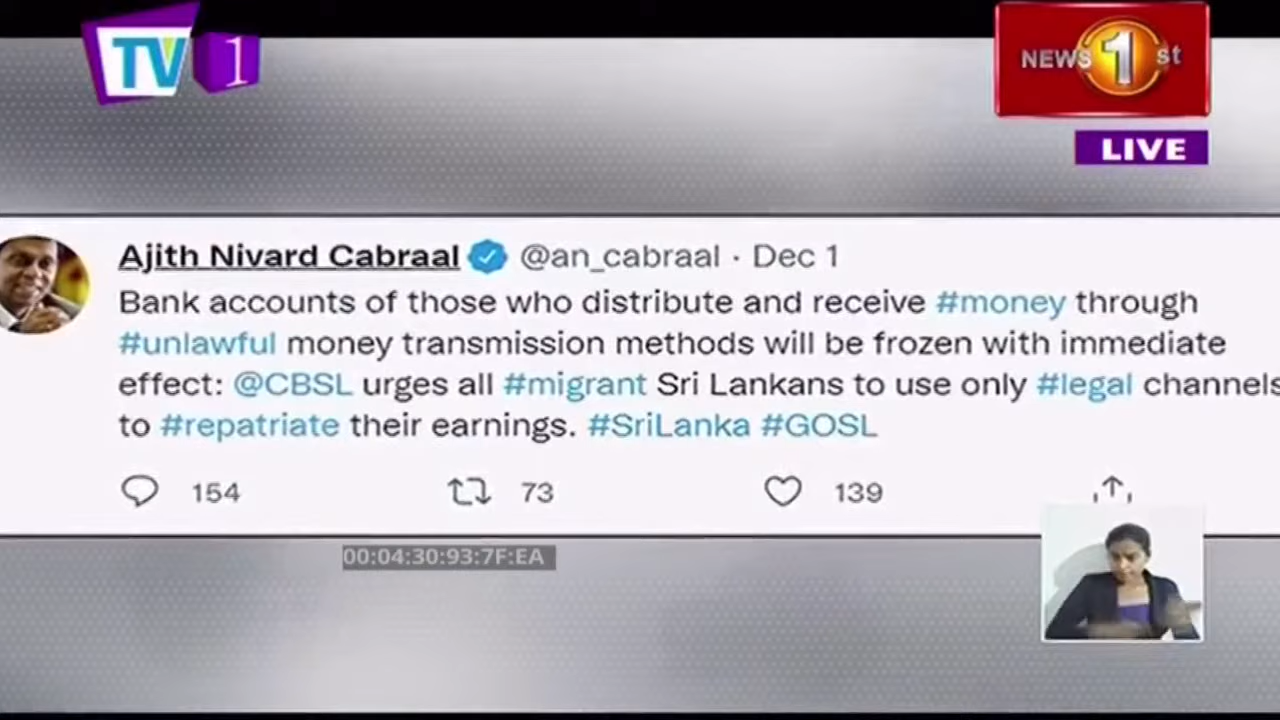 TV 1
NEWS 1st
LIVE
Ajith Nivard Cabraal @an_cabraal · Dec 1
Bank accounts of those who distribute and receive #money through
#unlawful money transmission methods will be frozen with immediate
effect: @CBSL urges all #migrant Sri Lankans to use only #legal channels
to #repatriate their earnings. #SriLanka #GOSL
154 73 139
00:04:30:93:7F:EA